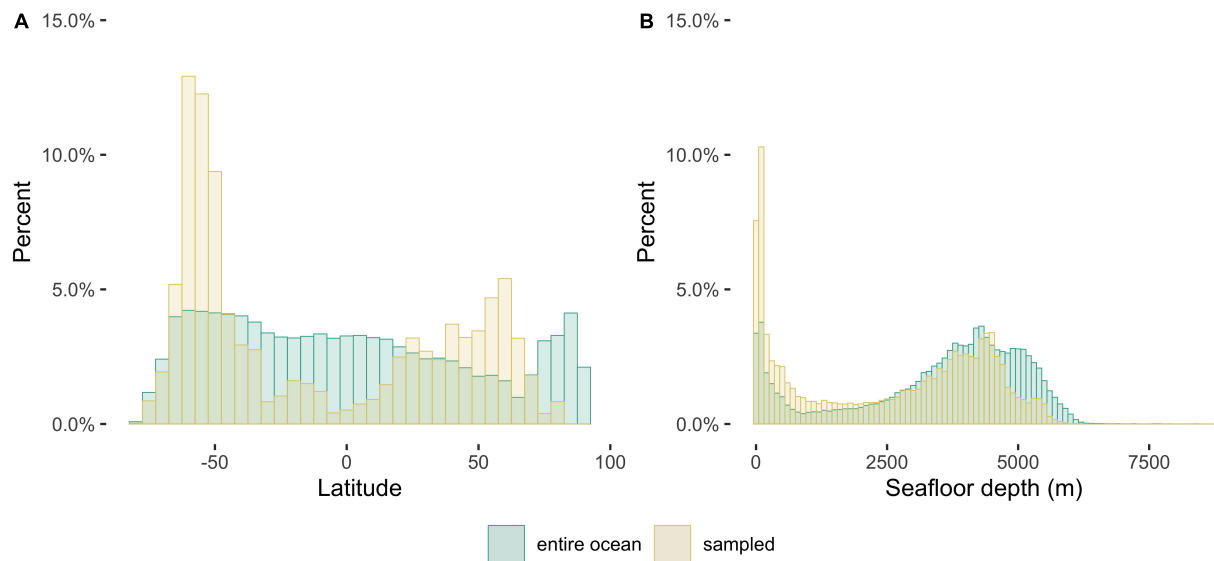 A
15.0%
10.0%
5.0%
0.0%
Percent
-50
0
50
100
Latitude
B
15.0%
10.0%
5.0%
0.0%
Percent
0
2500
5000
7500
Seafloor depth (m)
entire ocean
sampled